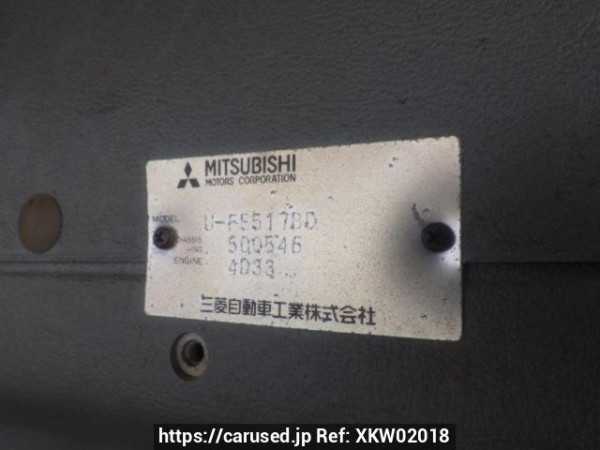 MITSUBISHI
MOTORS CORPORATION
MODEL
CHASSIS 500546
NO.
ENGINE 4D33
三菱自動車工業株式会社
https://carused.jp Ref: XKW02018